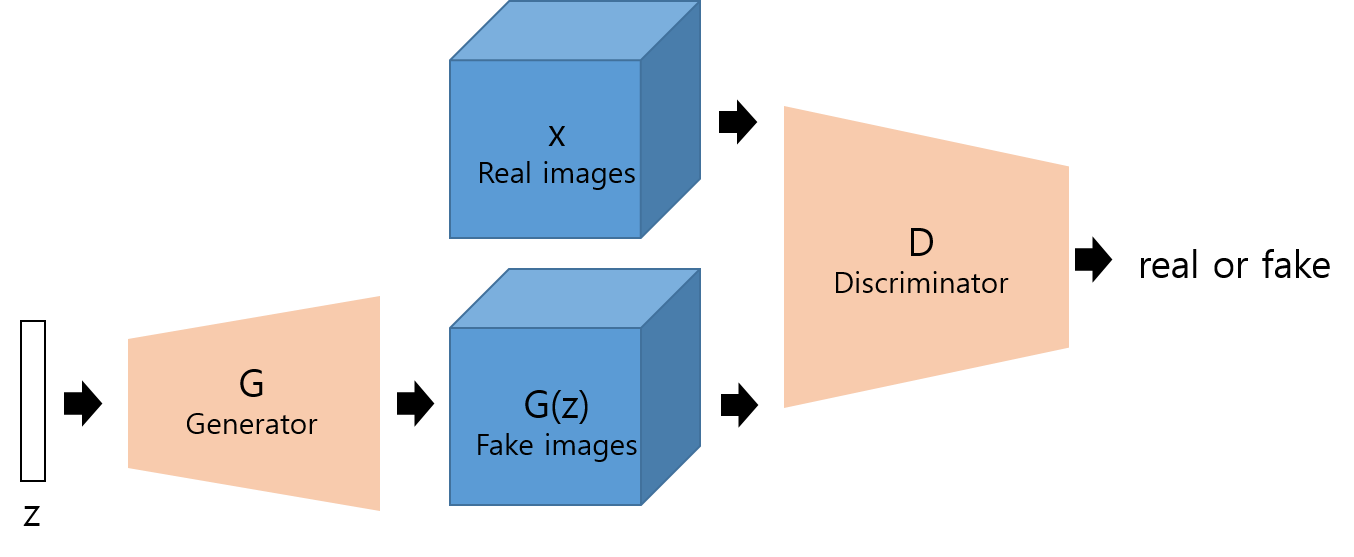 x
Real images
D
Discriminator
real or fake
G
Generator
G(z)
Fake images
z